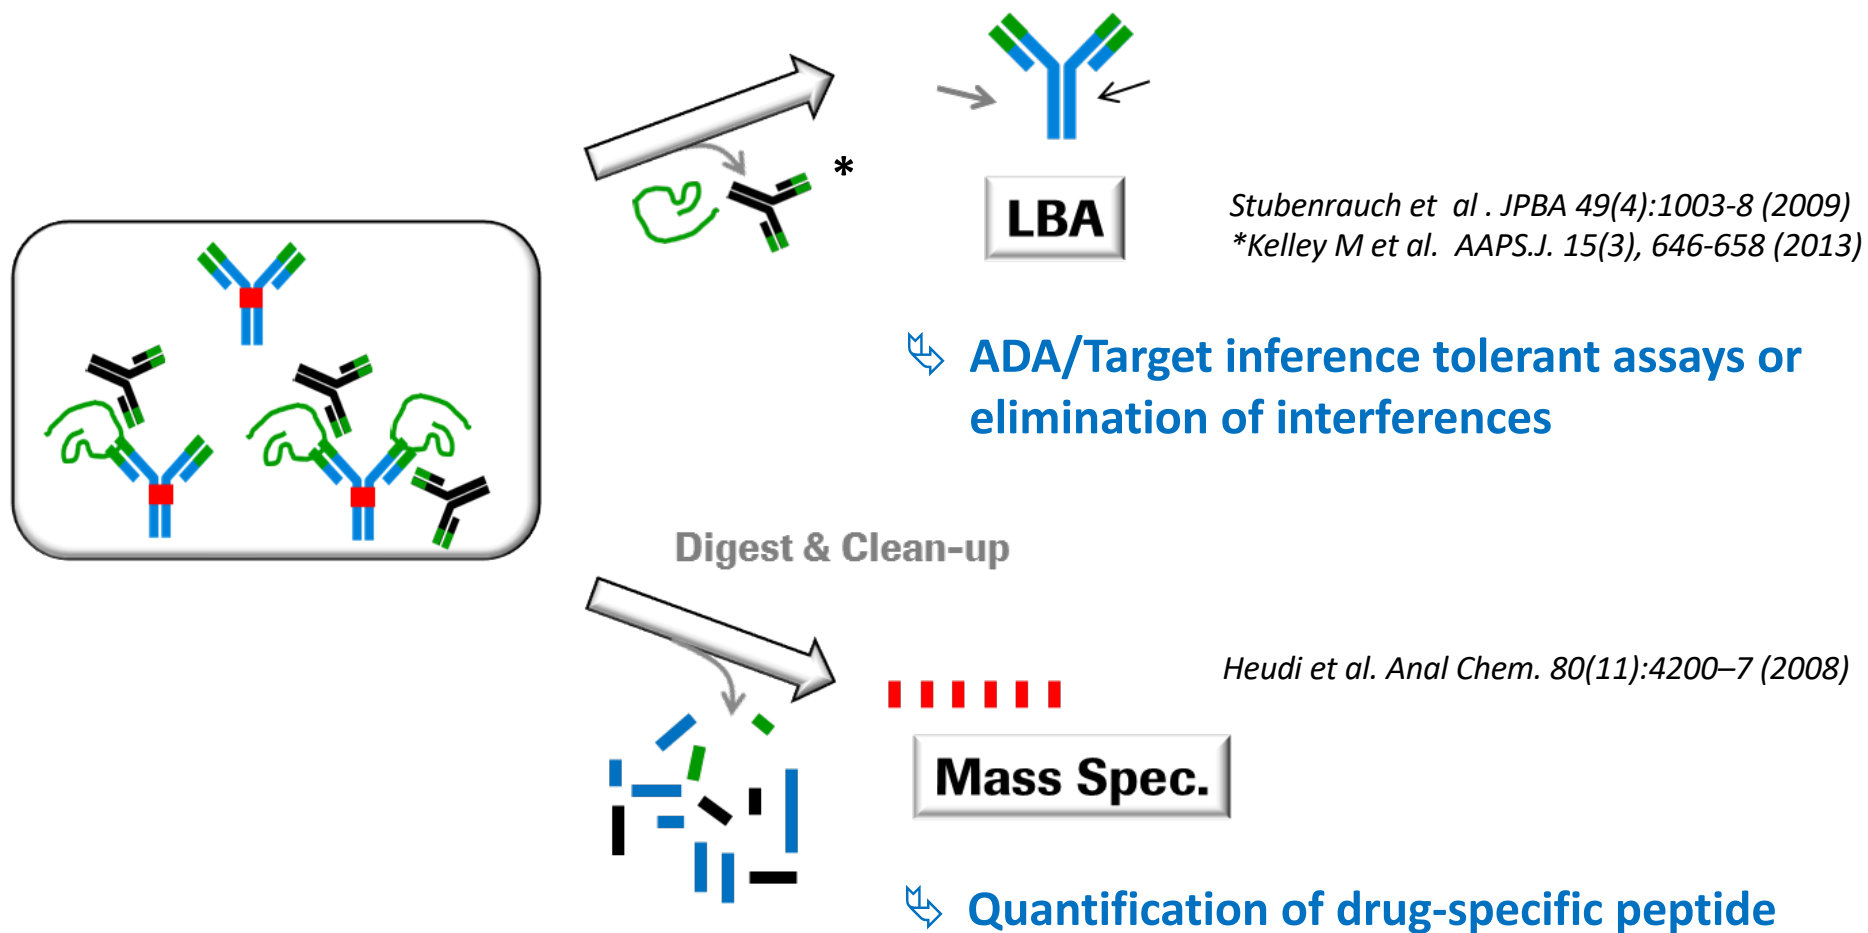 *
LBA
Stubenrauch et al . JPBA 49(4):1003-8 (2009)
*Kelley M et al. AAPS.J. 15(3), 646-658 (2013)
ADA/Target inference tolerant assays or
elimination of interferences
Digest & Clean-up
Heudi et al. Anal Chem. 80(11):4200–7 (2008)
Mass Spec.
Quantification of drug-specific peptide